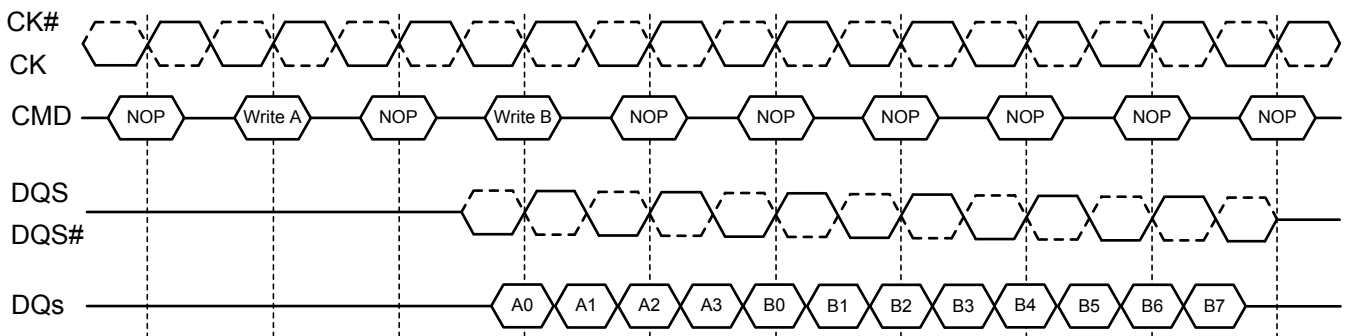 CK#
CK
CMD NOP Write A NOP Write B NOP NOP NOP NOP NOP NOP
DQS
DQS#
DQs A0 A1 A2 A3 B0 B1 B2 B3 B4 B5 B6 B7